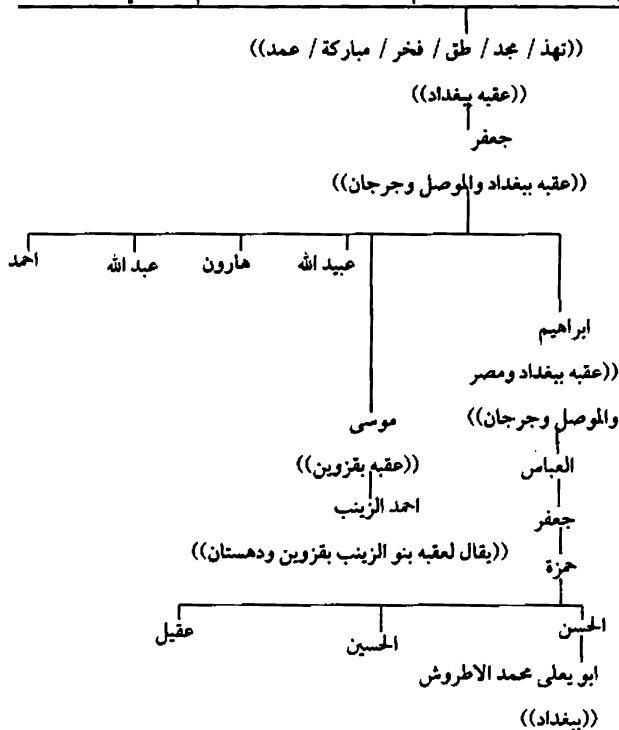 ((تهذ / مجد / طق / فخر / مباركة / عمد))
((عقبه ببغداد))
جعفر
((عقبه ببغداد والموصل وجرجان))
عبيد الله
هارون
عبد الله
احمد
ابراهيم
((عقبه ببغداد ومصر
والموصل وجرجان))
موسى
العباس
((عقبه بقزوين))
احمد الزينب
جعفر
((يقال لعقبه بنو الزينب بقزوين ودهستان))
حمزة
الحسن
الحسين
عقيل
ابو يعلى محمد الاطروش
((ببغداد))